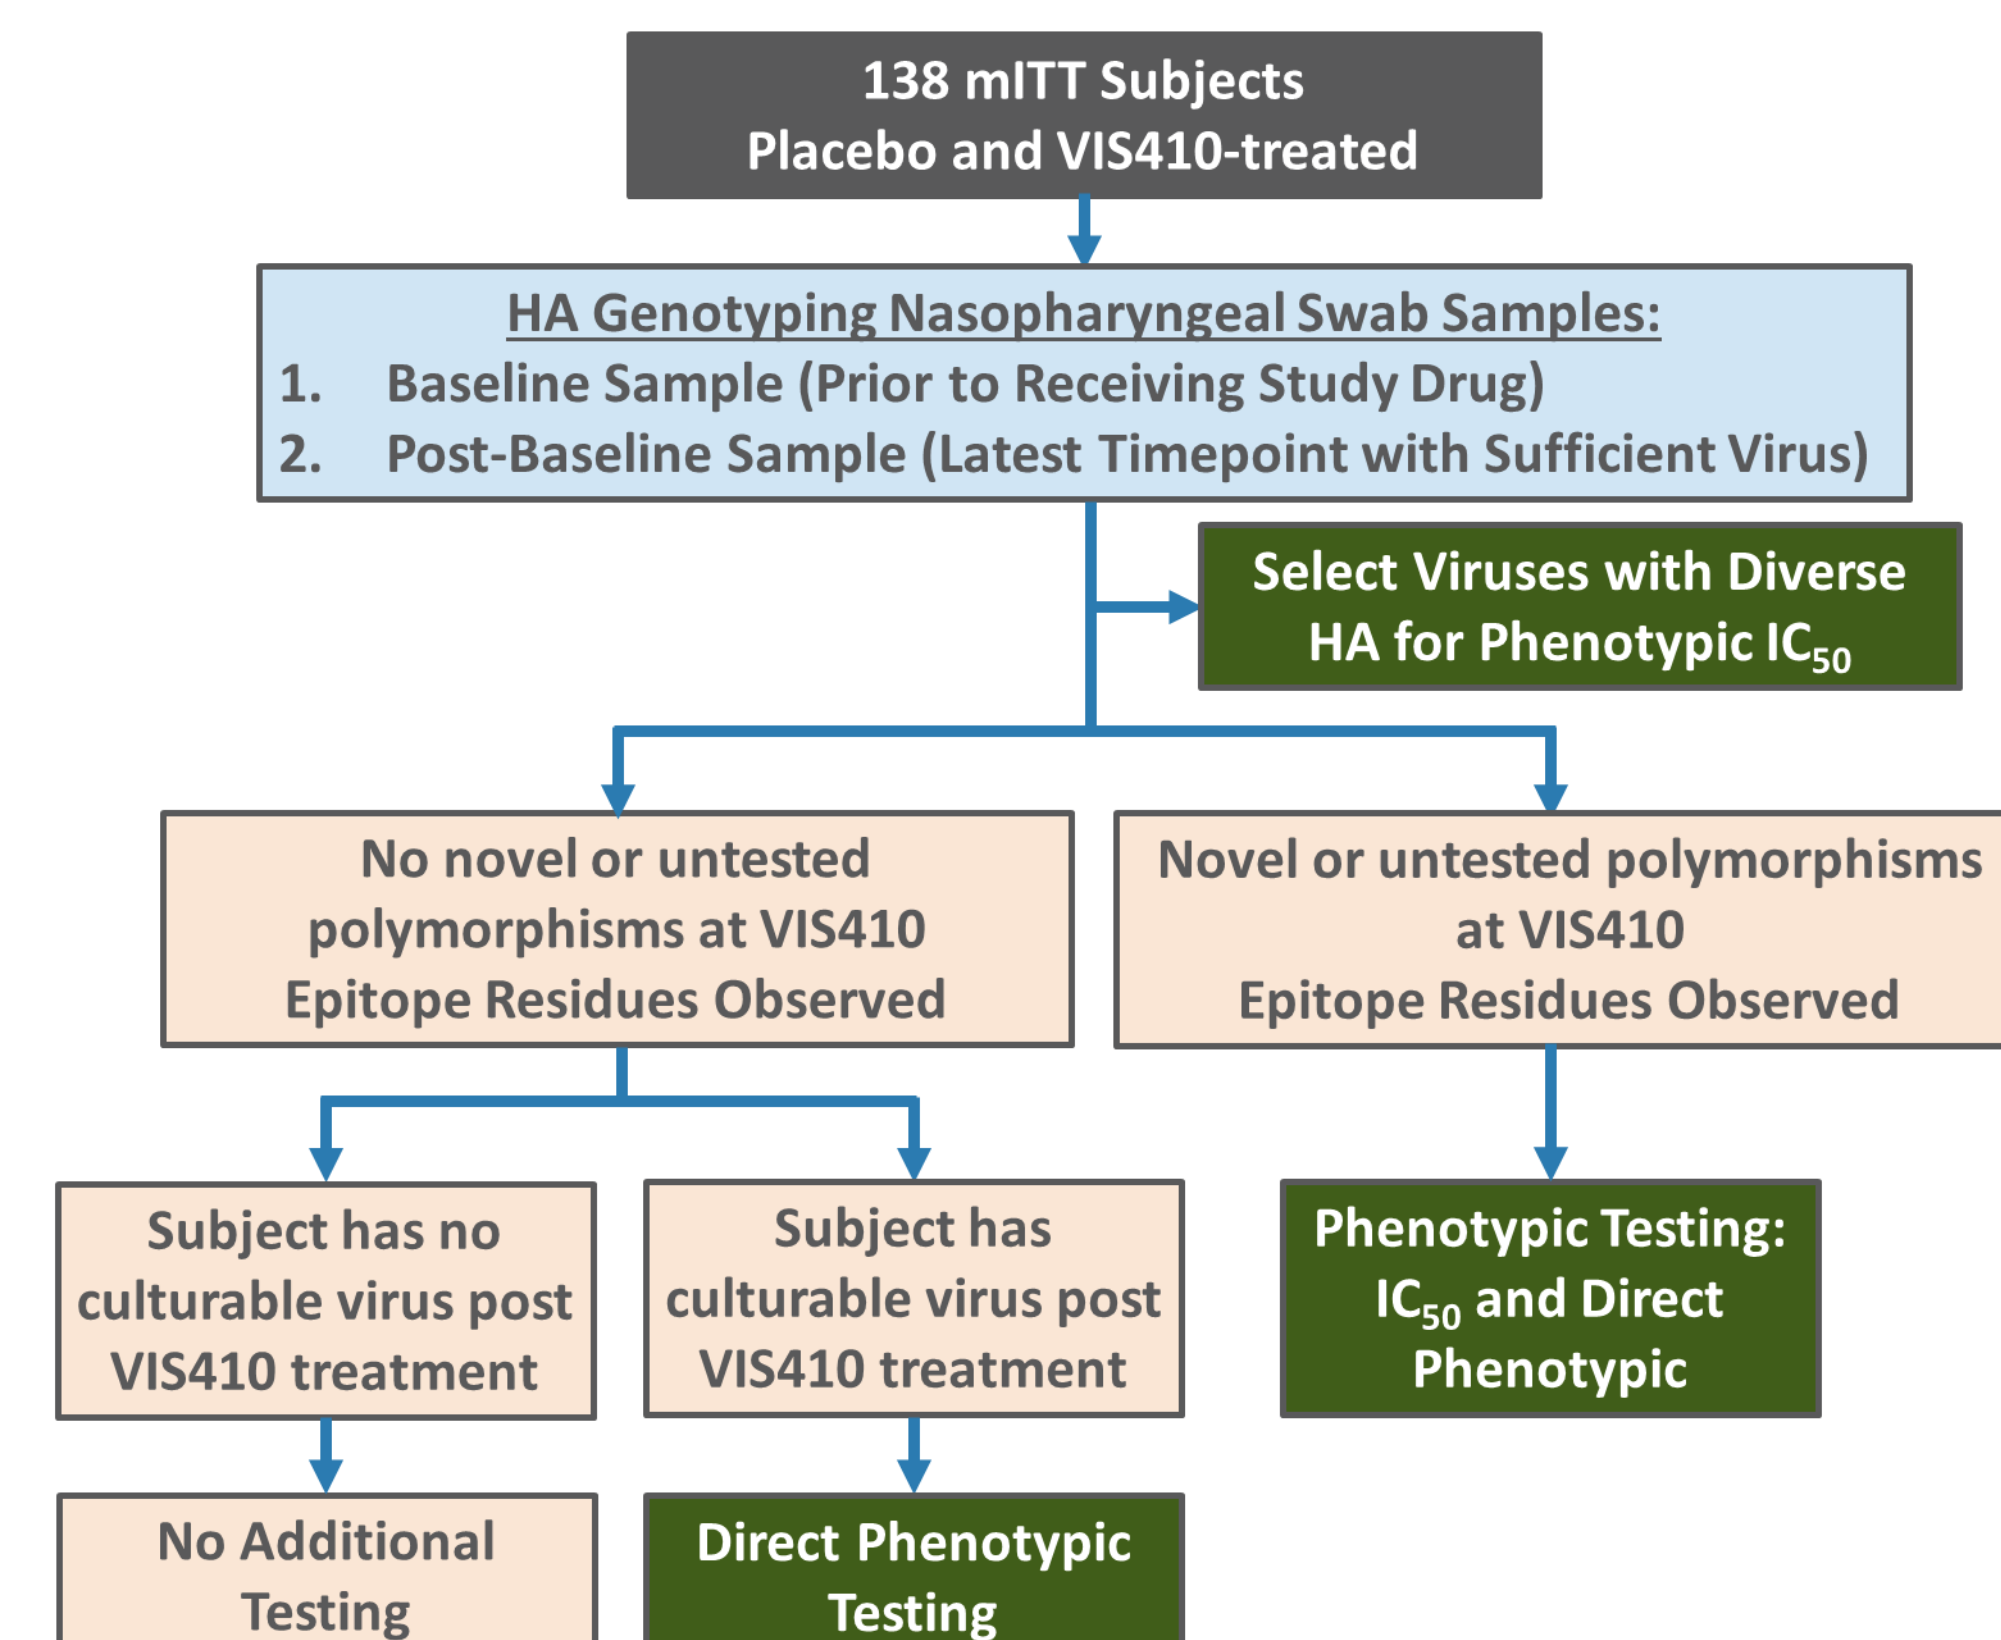 138 mITT Subjects
Placebo and VIS410-treated
HA Genotyping Nasopharyngeal Swab Samples:
1. Baseline Sample (Prior to Receiving Study Drug)
2. Post-Baseline Sample (Latest Timepoint with Sufficient Virus)
Select Viruses with Diverse
HA for Phenotypic IC50
No novel or untested
polymorphisms at VIS410
Epitope Residues Observed
Novel or untested polymorphisms
at VIS410
Epitope Residues Observed
Subject has no
culturable virus post
VIS410 treatment
Subject has
culturable virus post
VIS410 treatment
Phenotypic Testing:
IC50 and Direct
Phenotypic
No Additional
Testing
Direct Phenotypic
Testing